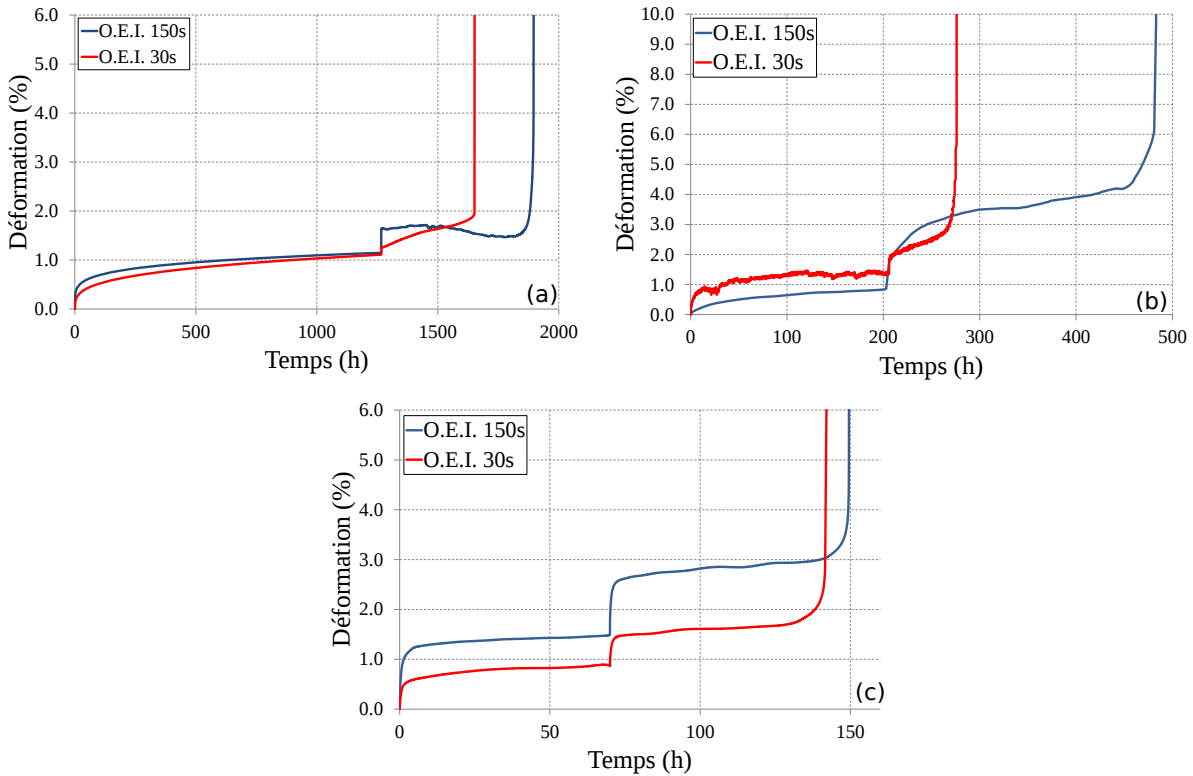 O.E.I. 150s
O.E.I. 30s
6.0
5.0
4.0
3.0
2.0
1.0
0.0
Déformation (%)
0
500
1000
1500
2000
Temps (h)
(a)
O.E.I. 150s
O.E.I. 30s
10.0
9.0
8.0
7.0
6.0
5.0
4.0
3.0
2.0
1.0
0.0
Déformation (%)
0
100
200
300
400
500
Temps (h)
(b)
O.E.I. 150s
O.E.I. 30s
6.0
5.0
4.0
3.0
2.0
1.0
0.0
Déformation (%)
0
50
100
150
Temps (h)
(c)